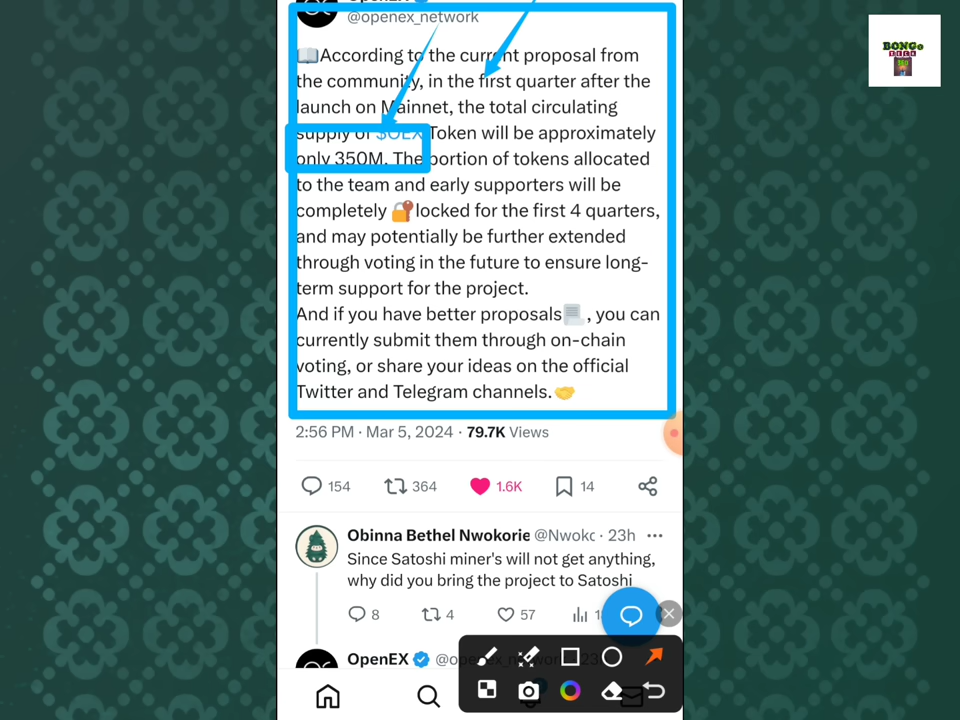 @openex_network
📖According to the current proposal from
the community, in the first quarter after the
launch on Mainnet, the total circulating
supply of $OEX Token will be approximately
only 350M. The portion of tokens allocated
to the team and early supporters will be
completely 🔐locked for the first 4 quarters,
and may potentially be further extended
through voting in the future to ensure long-
term support for the project.
And if you have better proposals📃, you can
currently submit them through on-chain
voting, or share your ideas on the official
Twitter and Telegram channels.🤝
2:56 PM · Mar 5, 2024 · 79.7K Views
154 364 1.6K 14
Obinna Bethel Nwokorie @Nwokc · 23h
Since Satoshi miner's will not get anything,
why did you bring the project to Satoshi
8 4 57
OpenEX
BONGo
TECH
360